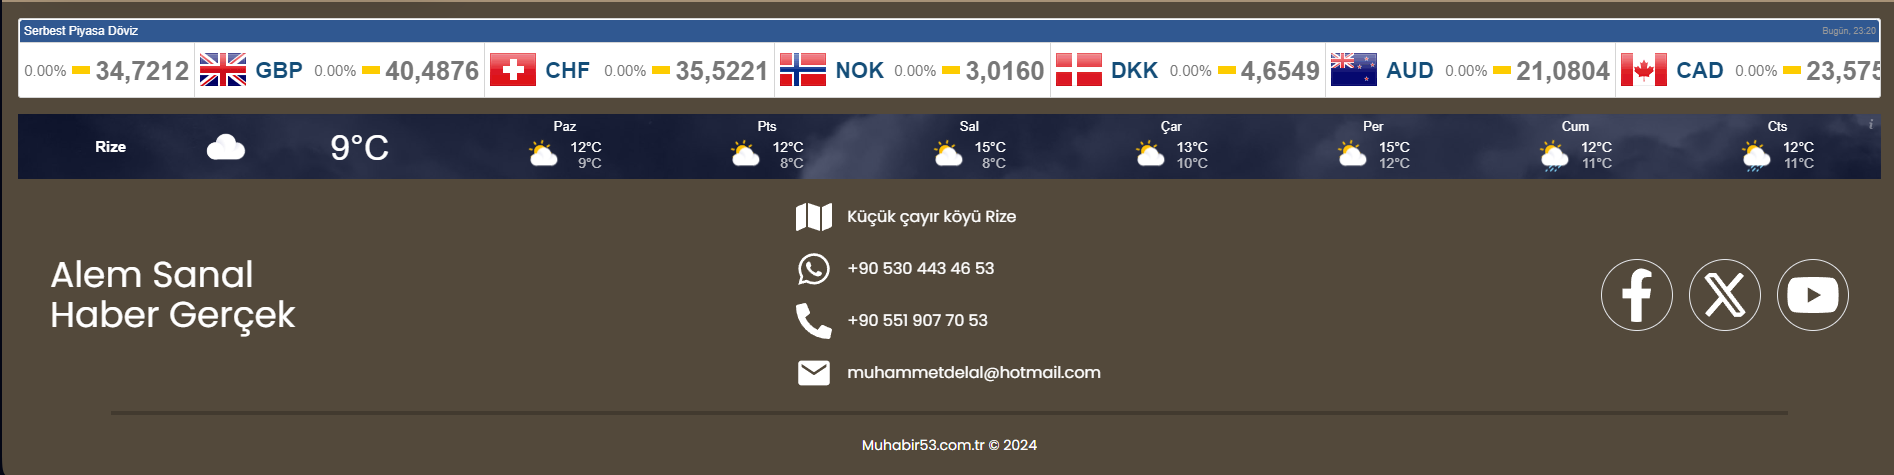 Serbest Piyasa Döviz
Bugün, 23:20
0.00% 34,7212 GBP 0.00% 40,4876 CHF 0.00% 35,5221 NOK 0.00% 3,0160 DKK 0.00% 4,6549 AUD 0.00% 21,0804 CAD 0.00% 23,575
Rize 9°C
Paz 12°C 9°C
Pts 12°C 8°C
Sal 15°C 8°C
Çar 13°C 10°C
Per 15°C 12°C
Cum 12°C 11°C
Cts 12°C 11°C
i
Alem Sanal
Haber Gerçek
Küçük çayır köyü Rize
+90 530 443 46 53
+90 551 907 70 53
muhammetdelal@hotmail.com
Muhabir53.com.tr © 2024